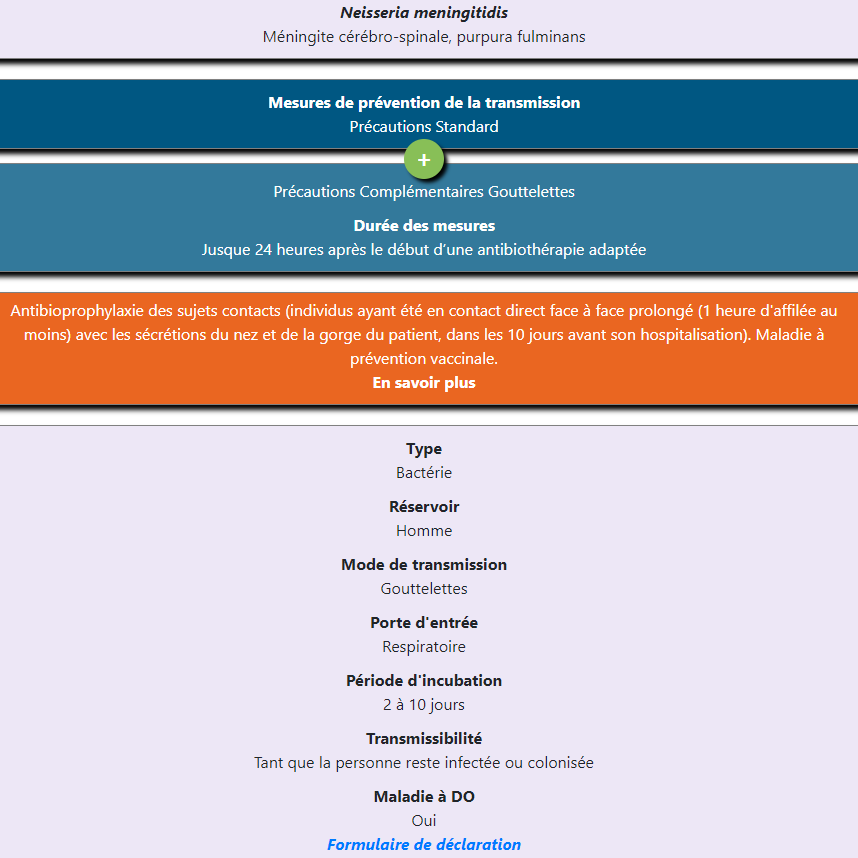 Neisseria meningitidis
Méningite cérébro-spinale, purpura fulminans
Mesures de prévention de la transmission
Précautions Standard
+
Précautions Complémentaires Gouttelettes
Durée des mesures
Jusque 24 heures après le début d’une antibiothérapie adaptée
Antibioprophylaxie des sujets contacts (individus ayant été en contact direct face à face prolongé (1 heure d'affilée au
moins) avec les sécrétions du nez et de la gorge du patient, dans les 10 jours avant son hospitalisation). Maladie à
prévention vaccinale.
En savoir plus
Type
Bactérie
Réservoir
Homme
Mode de transmission
Gouttelettes
Porte d'entrée
Respiratoire
Période d'incubation
2 à 10 jours
Transmissibilité
Tant que la personne reste infectée ou colonisée
Maladie à DO
Oui
Formulaire de déclaration